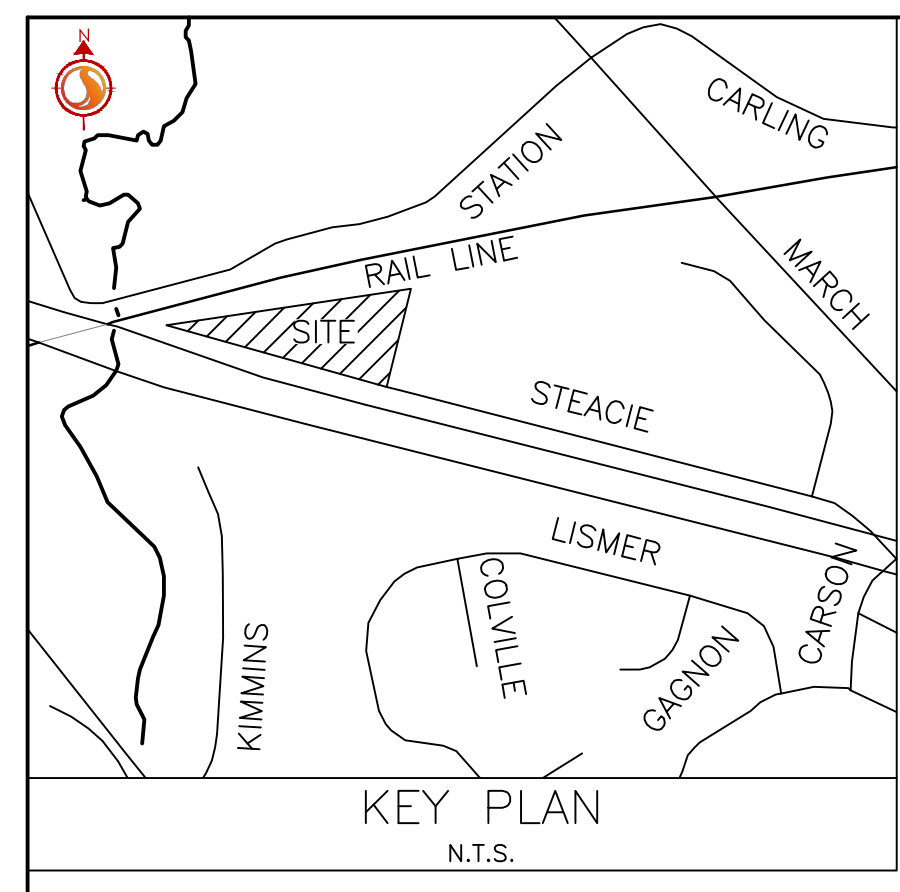 N
CARLING
STATION
MARCH
RAIL LINE
SITE
STEACIE
LISMER
CARSON
COLVILLE
GAGNON
KIMMINS
KEY PLAN
N.T.S.